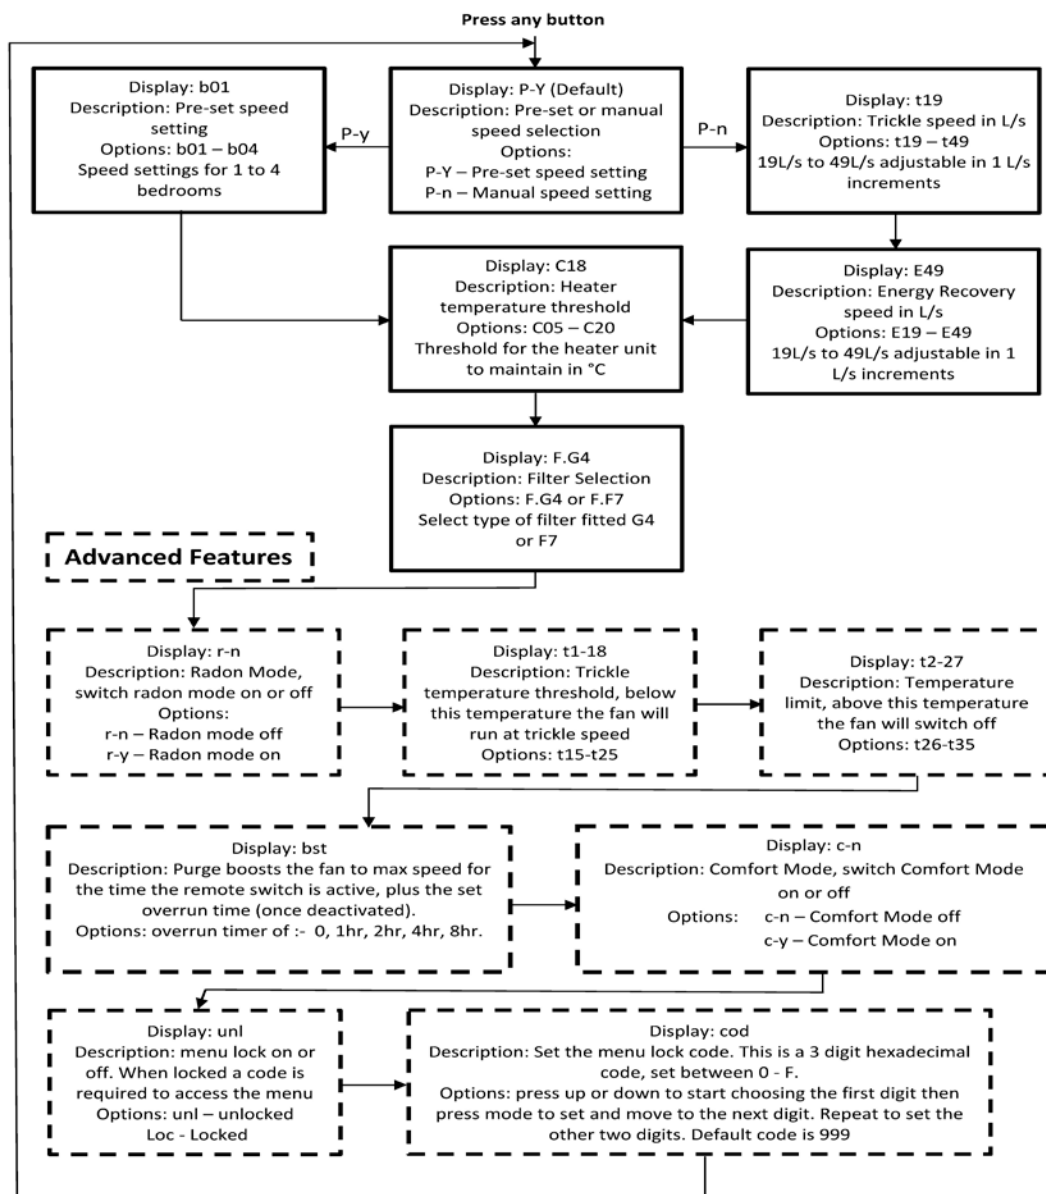 Press any button
Display: b01
Description: Pre-set speed
setting
Options: b01 – b04
Speed settings for 1 to 4
bedrooms
P-y
Display: P-Y (Default)
Description: Pre-set or manual
speed selection
Options:
P-Y – Pre-set speed setting
P-n – Manual speed setting
P-n
Display: t19
Description: Trickle speed in L/s
Options: t19 – t49
19L/s to 49L/s adjustable in 1 L/s
increments
Display: C18
Description: Heater
temperature threshold
Options: C05 – C20
Threshold for the heater unit
to maintain in °C
Display: E49
Description: Energy Recovery
speed in L/s
Options: E19 – E49
19L/s to 49L/s adjustable in 1
L/s increments
Display: F.G4
Description: Filter Selection
Options: F.G4 or F.F7
Select type of filter fitted G4
or F7
Advanced Features
Display: r-n
Description: Radon Mode,
switch radon mode on or off
Options:
r-n – Radon mode off
r-y – Radon mode on
Display: t1-18
Description: Trickle
temperature threshold, below
this temperature the fan will
run at trickle speed
Options: t15-t25
Display: t2-27
Description: Temperature
limit, above this temperature
the fan will switch off
Options: t26-t35
Display: bst
Description: Purge boosts the fan to max speed for
the time the remote switch is active, plus the set
overrun time (once deactivated).
Options: overrun timer of :- 0, 1hr, 2hr, 4hr, 8hr.
Display: c-n
Description: Comfort Mode, switch Comfort Mode
on or off
Options: c-n – Comfort Mode off
c-y – Comfort Mode on
Display: unl
Description: menu lock on or
off. When locked a code is
required to access the menu
Options: unl – unlocked
Loc - Locked
Display: cod
Description: Set the menu lock code. This is a 3 digit hexadecimal
code, set between 0 - F.
Options: press up or down to start choosing the first digit then
press mode to set and move to the next digit. Repeat to set the
other two digits. Default code is 999